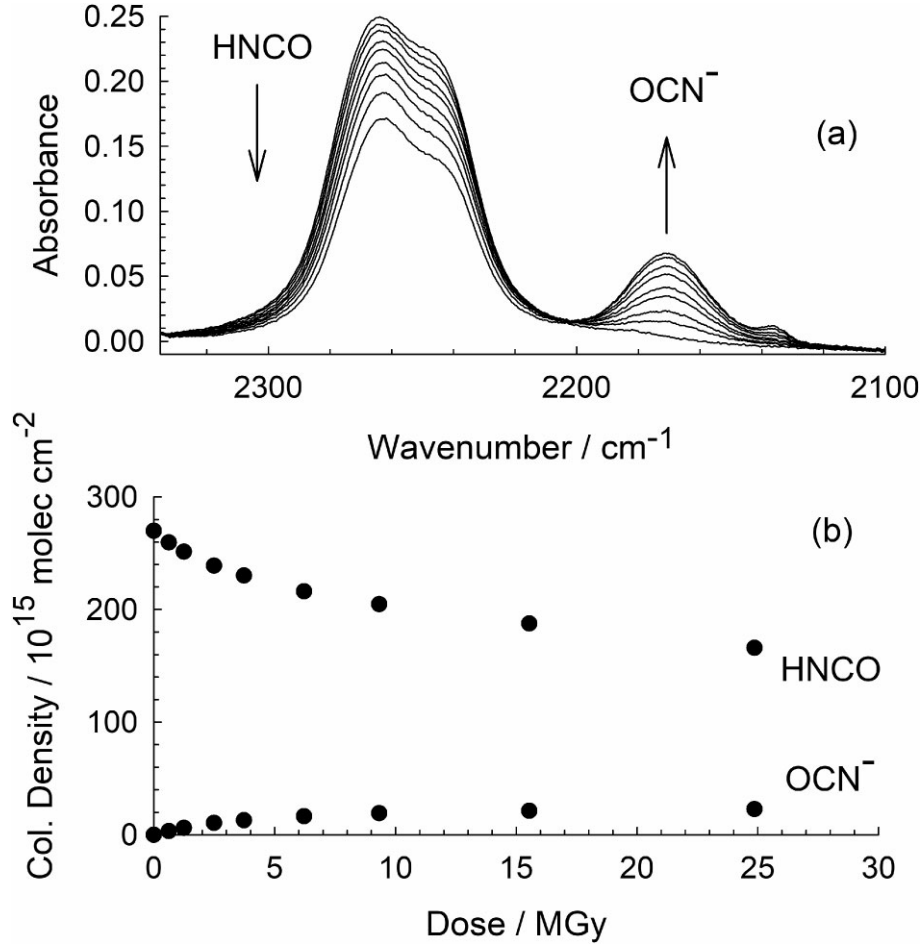 0.25
0.20
0.15
0.10
0.05
0.00
Absorbance
HNCO
OCN⁻
(a)
2300 2200 2100
Wavenumber / cm⁻¹
300
200
100
0
Col. Density / 10¹⁵ molec cm⁻²
(b)
HNCO
OCN⁻
0 5 10 15 20 25 30
Dose / MGy